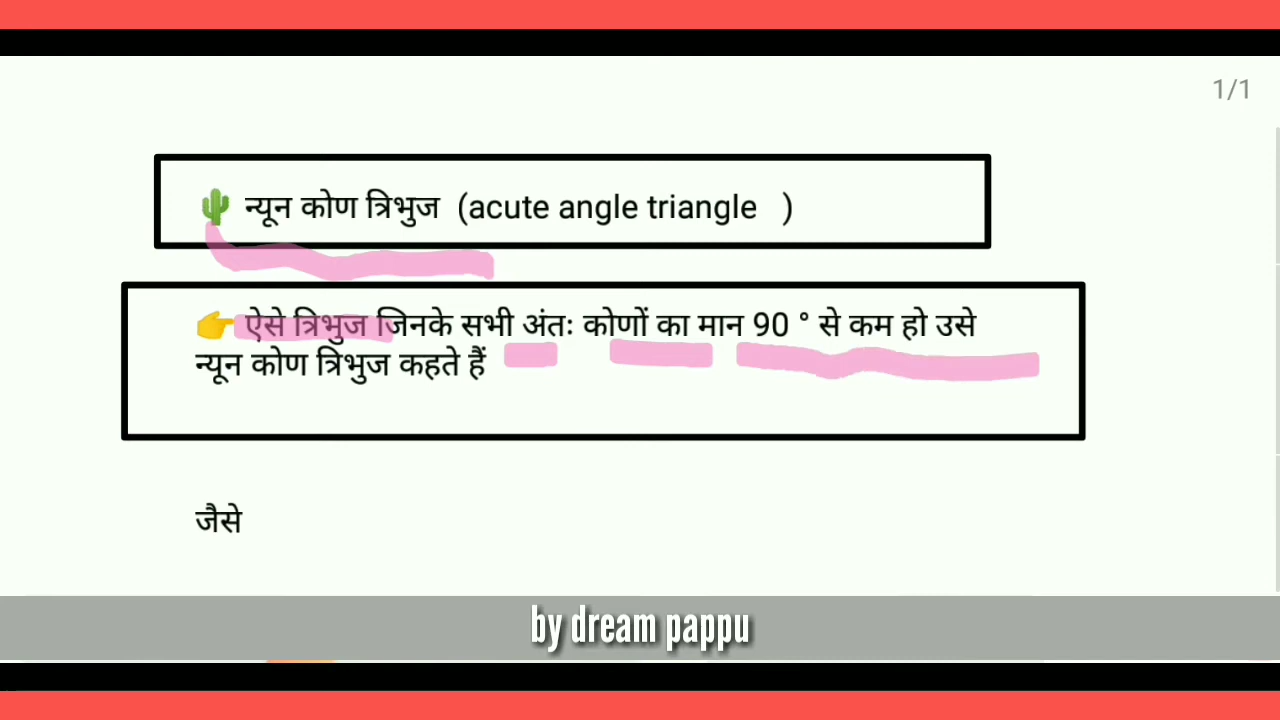 1/1
🌵 न्यून कोण त्रिभुज (acute angle triangle )
👉 ऐसे त्रिभुज जिनके सभी अंतः कोणों का मान 90 ° से कम हो उसे
न्यून कोण त्रिभुज कहते हैं
जैसे
by dream pappu